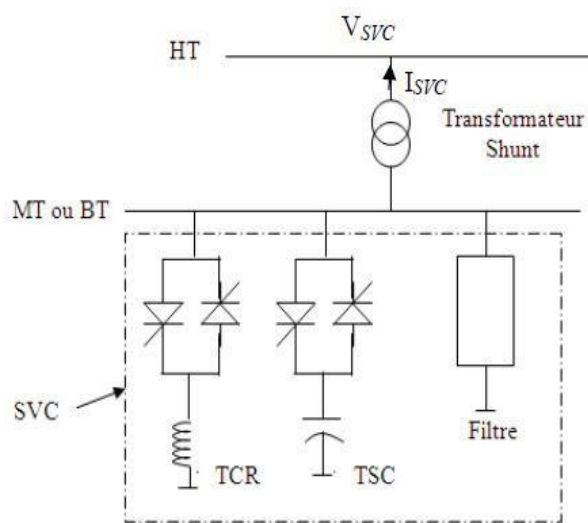 V_SVC
HT
I_SVC
Transformateur
Shunt
MT ou BT
SVC
Filtre
TCR
TSC